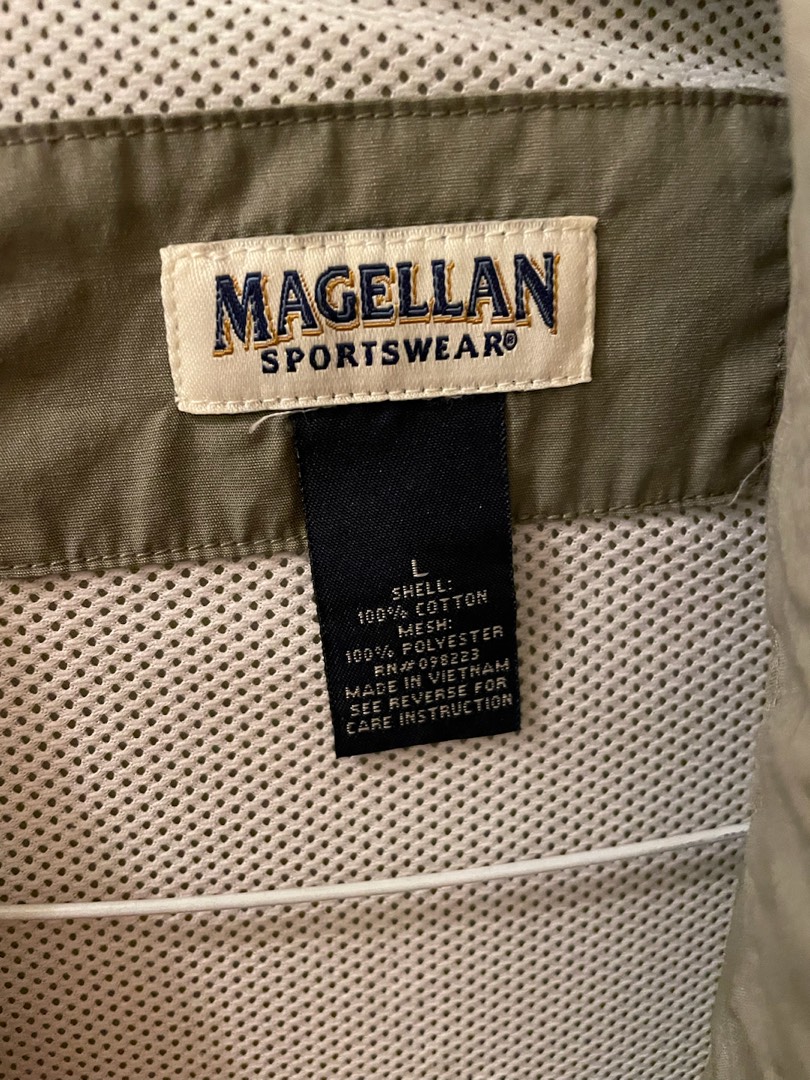 MAGELLAN
SPORTSWEAR®
L
SHELL:
100% COTTON
MESH:
100% POLYESTER
RN# 098223
MADE IN VIETNAM
SEE REVERSE FOR
CARE INSTRUCTION